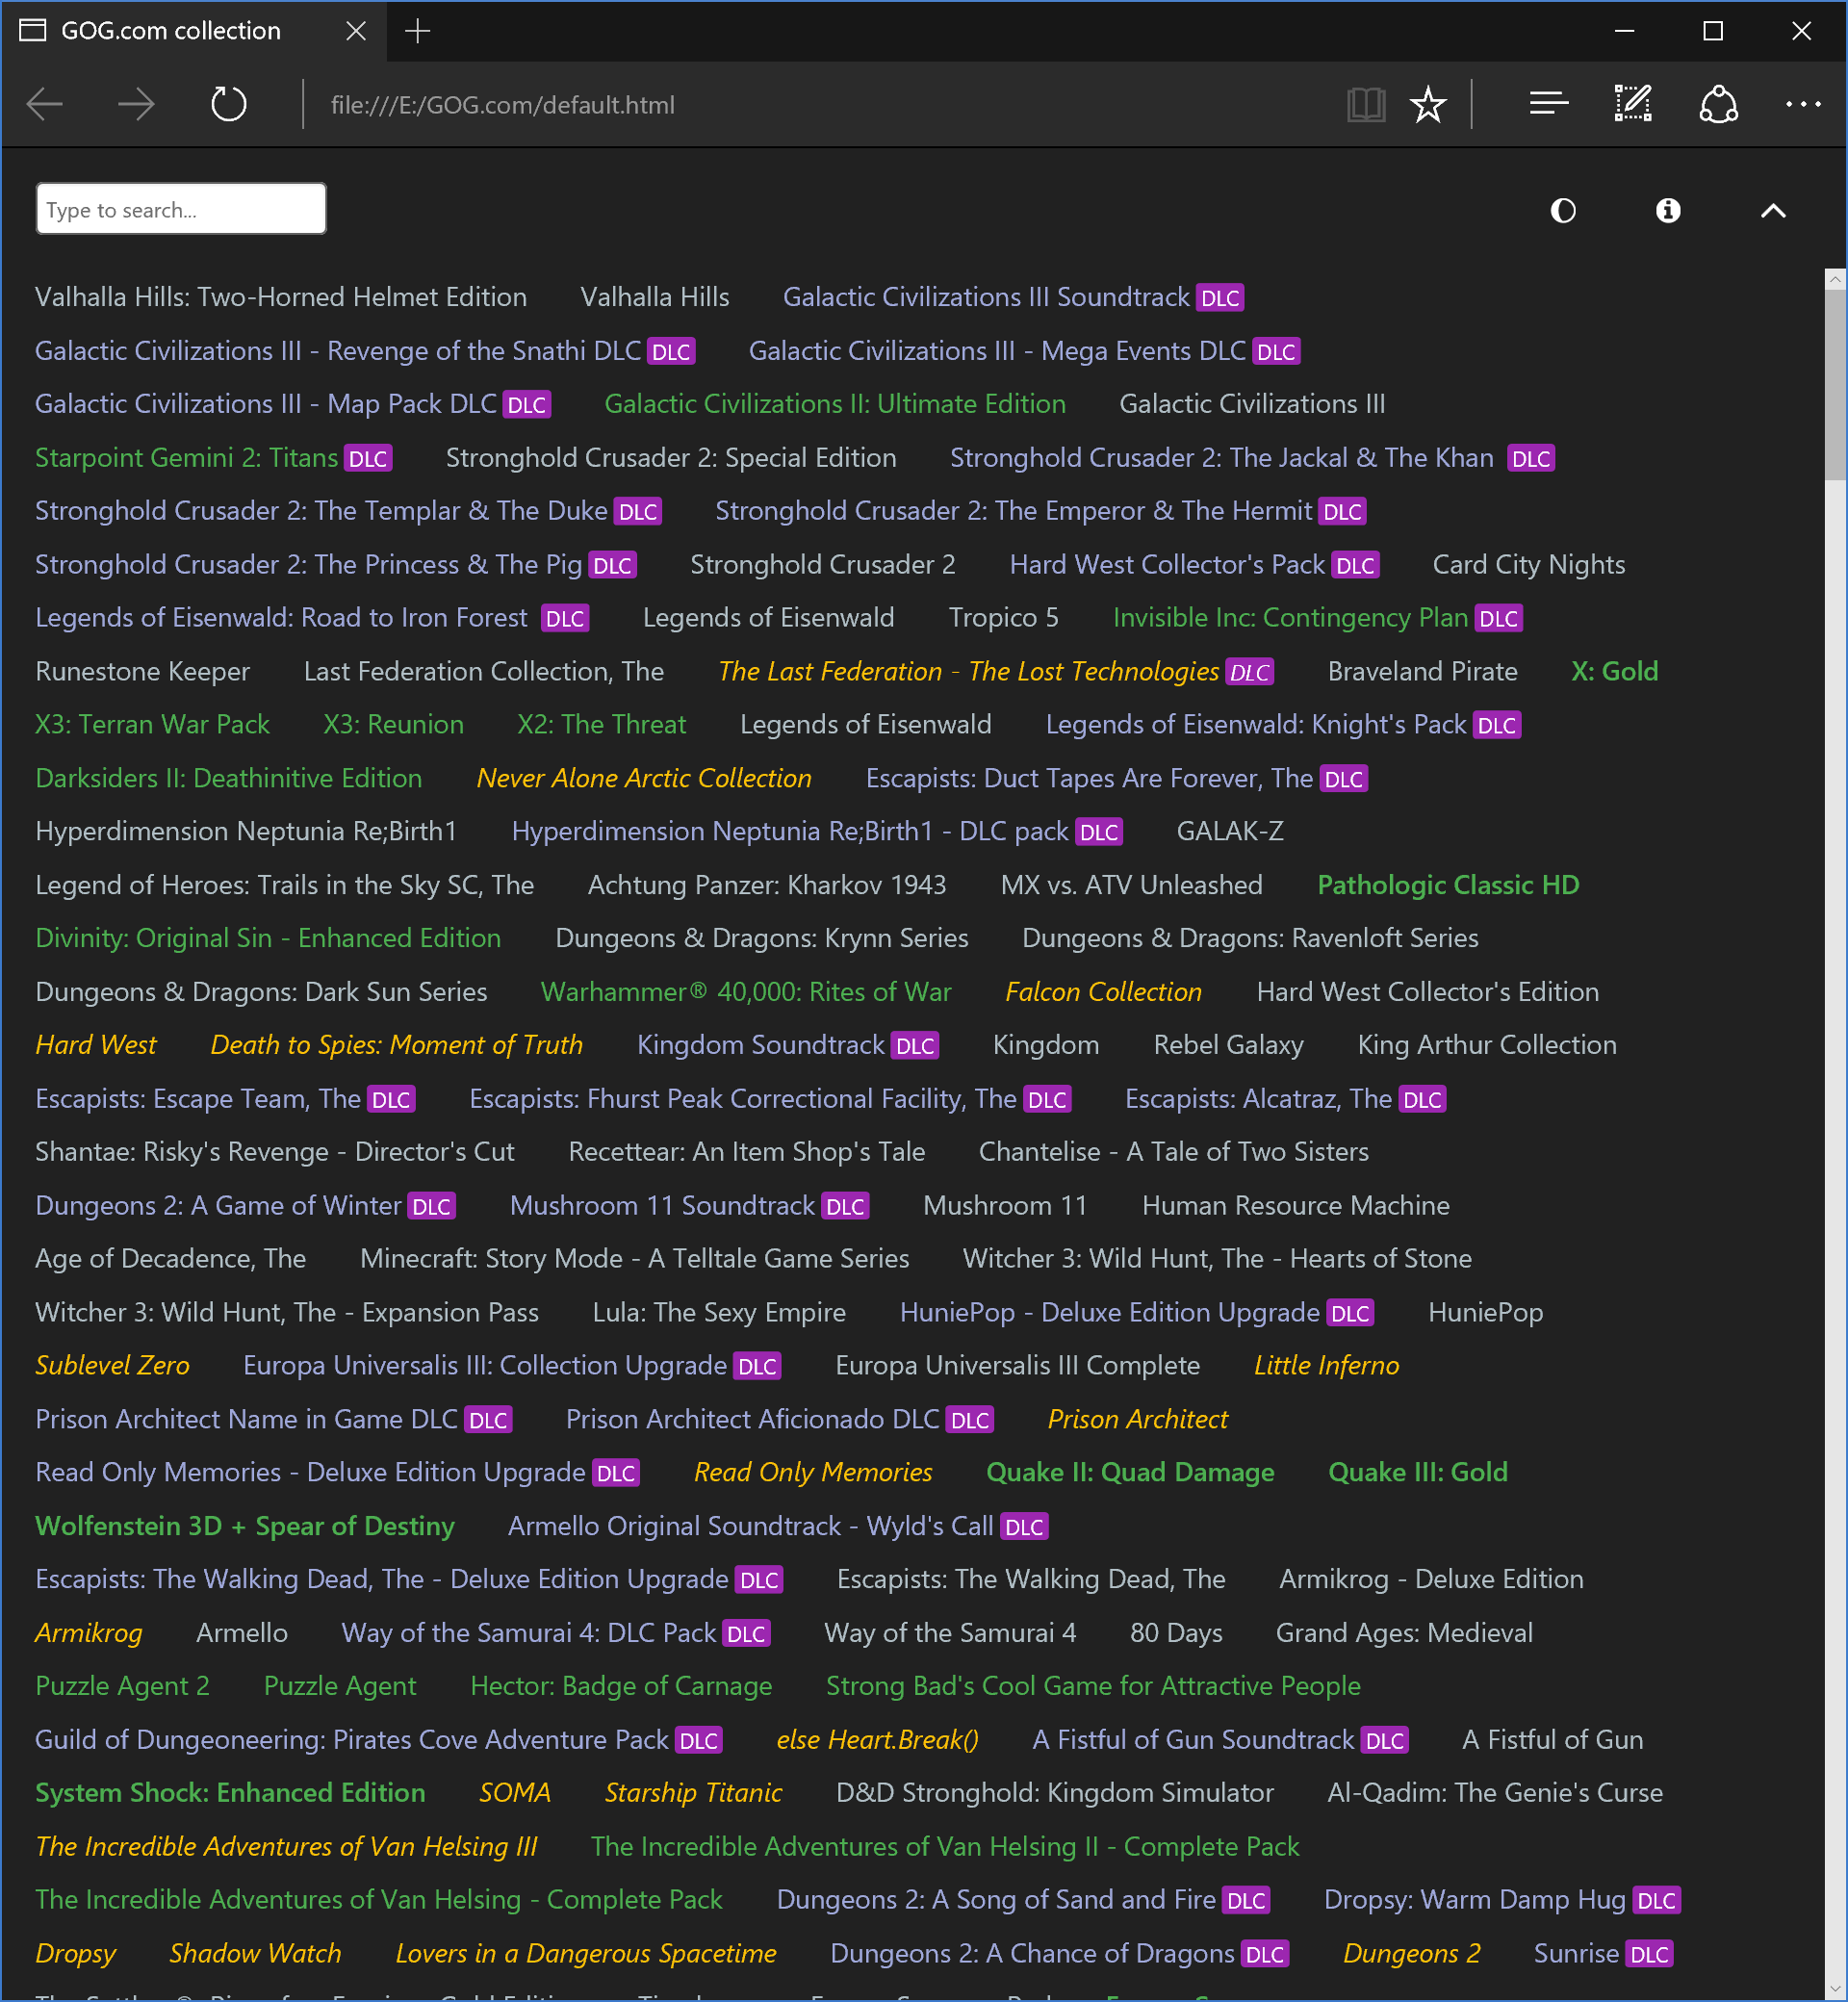 GOG.com collection
file:///E:/GOG.com/default.html
Type to search...
Valhalla Hills: Two-Horned Helmet Edition Valhalla Hills Galactic Civilizations III Soundtrack DLC
Galactic Civilizations III - Revenge of the Snathi DLC DLC Galactic Civilizations III - Mega Events DLC DLC
Galactic Civilizations III - Map Pack DLC DLC Galactic Civilizations II: Ultimate Edition Galactic Civilizations III
Starpoint Gemini 2: Titans DLC Stronghold Crusader 2: Special Edition Stronghold Crusader 2: The Jackal & The Khan DLC
Stronghold Crusader 2: The Templar & The Duke DLC Stronghold Crusader 2: The Emperor & The Hermit DLC
Stronghold Crusader 2: The Princess & The Pig DLC Stronghold Crusader 2 Hard West Collector's Pack DLC Card City Nights
Legends of Eisenwald: Road to Iron Forest DLC Legends of Eisenwald Tropico 5 Invisible Inc: Contingency Plan DLC
Runestone Keeper Last Federation Collection, The The Last Federation - The Lost Technologies DLC Braveland Pirate X: Gold
X3: Terran War Pack X3: Reunion X2: The Threat Legends of Eisenwald Legends of Eisenwald: Knight's Pack DLC
Darksiders II: Deathinitive Edition Never Alone Arctic Collection Escapists: Duct Tapes Are Forever, The DLC
Hyperdimension Neptunia Re;Birth1 Hyperdimension Neptunia Re;Birth1 - DLC pack DLC GALAK-Z
Legend of Heroes: Trails in the Sky SC, The Achtung Panzer: Kharkov 1943 MX vs. ATV Unleashed Pathologic Classic HD
Divinity: Original Sin - Enhanced Edition Dungeons & Dragons: Krynn Series Dungeons & Dragons: Ravenloft Series
Dungeons & Dragons: Dark Sun Series Warhammer® 40,000: Rites of War Falcon Collection Hard West Collector's Edition
Hard West Death to Spies: Moment of Truth Kingdom Soundtrack DLC Kingdom Rebel Galaxy King Arthur Collection
Escapists: Escape Team, The DLC Escapists: Fhurst Peak Correctional Facility, The DLC Escapists: Alcatraz, The DLC
Shantae: Risky's Revenge - Director's Cut Recettear: An Item Shop's Tale Chantelise - A Tale of Two Sisters
Dungeons 2: A Game of Winter DLC Mushroom 11 Soundtrack DLC Mushroom 11 Human Resource Machine
Age of Decadence, The Minecraft: Story Mode - A Telltale Game Series Witcher 3: Wild Hunt, The - Hearts of Stone
Witcher 3: Wild Hunt, The - Expansion Pass Lula: The Sexy Empire HuniePop - Deluxe Edition Upgrade DLC HuniePop
Sublevel Zero Europa Universalis III: Collection Upgrade DLC Europa Universalis III Complete Little Inferno
Prison Architect Name in Game DLC DLC Prison Architect Aficionado DLC DLC Prison Architect
Read Only Memories - Deluxe Edition Upgrade DLC Read Only Memories Quake II: Quad Damage Quake III: Gold
Wolfenstein 3D + Spear of Destiny Armello Original Soundtrack - Wyld's Call DLC
Escapists: The Walking Dead, The - Deluxe Edition Upgrade DLC Escapists: The Walking Dead, The Armikrog - Deluxe Edition
Armikrog Armello Way of the Samurai 4: DLC Pack DLC Way of the Samurai 4 80 Days Grand Ages: Medieval
Puzzle Agent 2 Puzzle Agent Hector: Badge of Carnage Strong Bad's Cool Game for Attractive People
Guild of Dungeoneering: Pirates Cove Adventure Pack DLC else Heart.Break() A Fistful of Gun Soundtrack DLC A Fistful of Gun
System Shock: Enhanced Edition SOMA Starship Titanic D&D Stronghold: Kingdom Simulator Al-Qadim: The Genie's Curse
The Incredible Adventures of Van Helsing III The Incredible Adventures of Van Helsing II - Complete Pack
The Incredible Adventures of Van Helsing - Complete Pack Dungeons 2: A Song of Sand and Fire DLC Dropsy: Warm Damp Hug DLC
Dropsy Shadow Watch Lovers in a Dangerous Spacetime Dungeons 2: A Chance of Dragons DLC Dungeons 2 Sunrise DLC